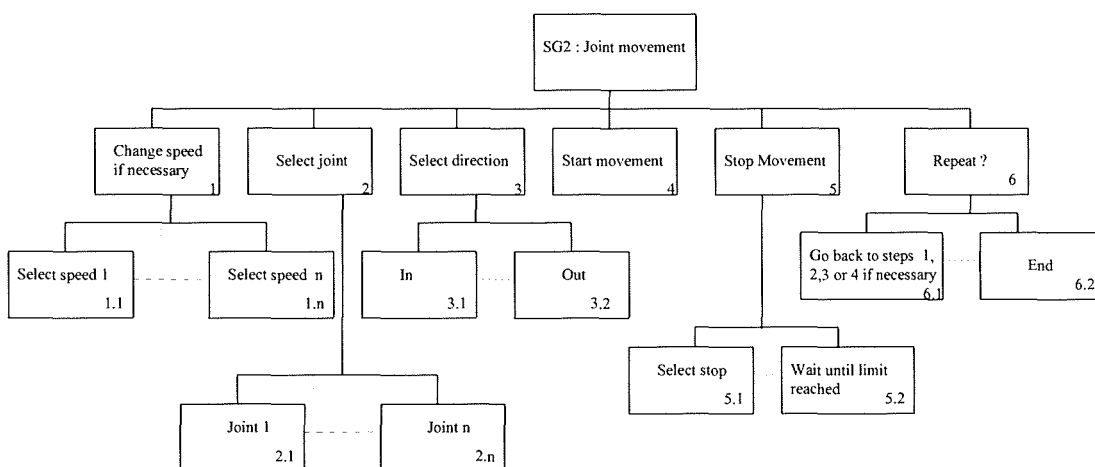 SG2 : Joint movement
Change speed
if necessary
1
Select joint
2
Select direction
3
Start movement
4
Stop Movement
5
Repeat ?
6
Select speed 1
1.1
Select speed n
1.n
In
3.1
Out
3.2
Go back to steps 1,
2,3 or 4 if necessary
6.1
End
6.2
Select stop
5.1
Wait until limit
reached
5.2
Joint 1
2.1
Joint n
2.n